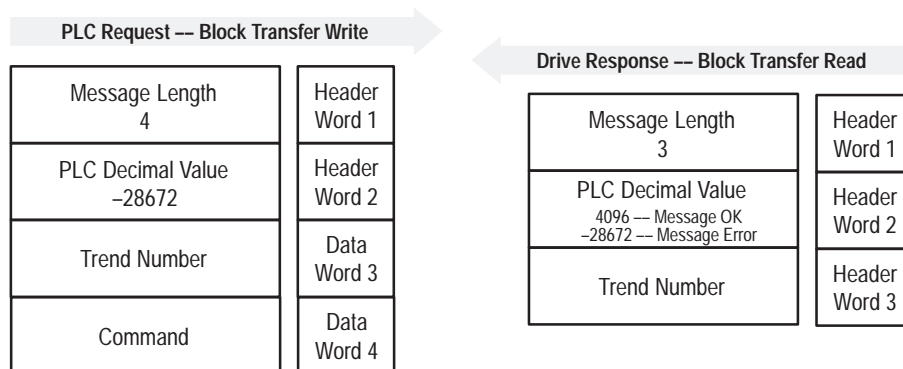 PLC Request –– Block Transfer Write
Message Length
4
Header
Word 1
PLC Decimal Value
–28672
Header
Word 2
Trend Number
Data
Word 3
Command
Data
Word 4
Drive Response –– Block Transfer Read
Message Length
3
Header
Word 1
PLC Decimal Value
4096 –– Message OK
–28672 –– Message Error
Header
Word 2
Trend Number
Header
Word 3